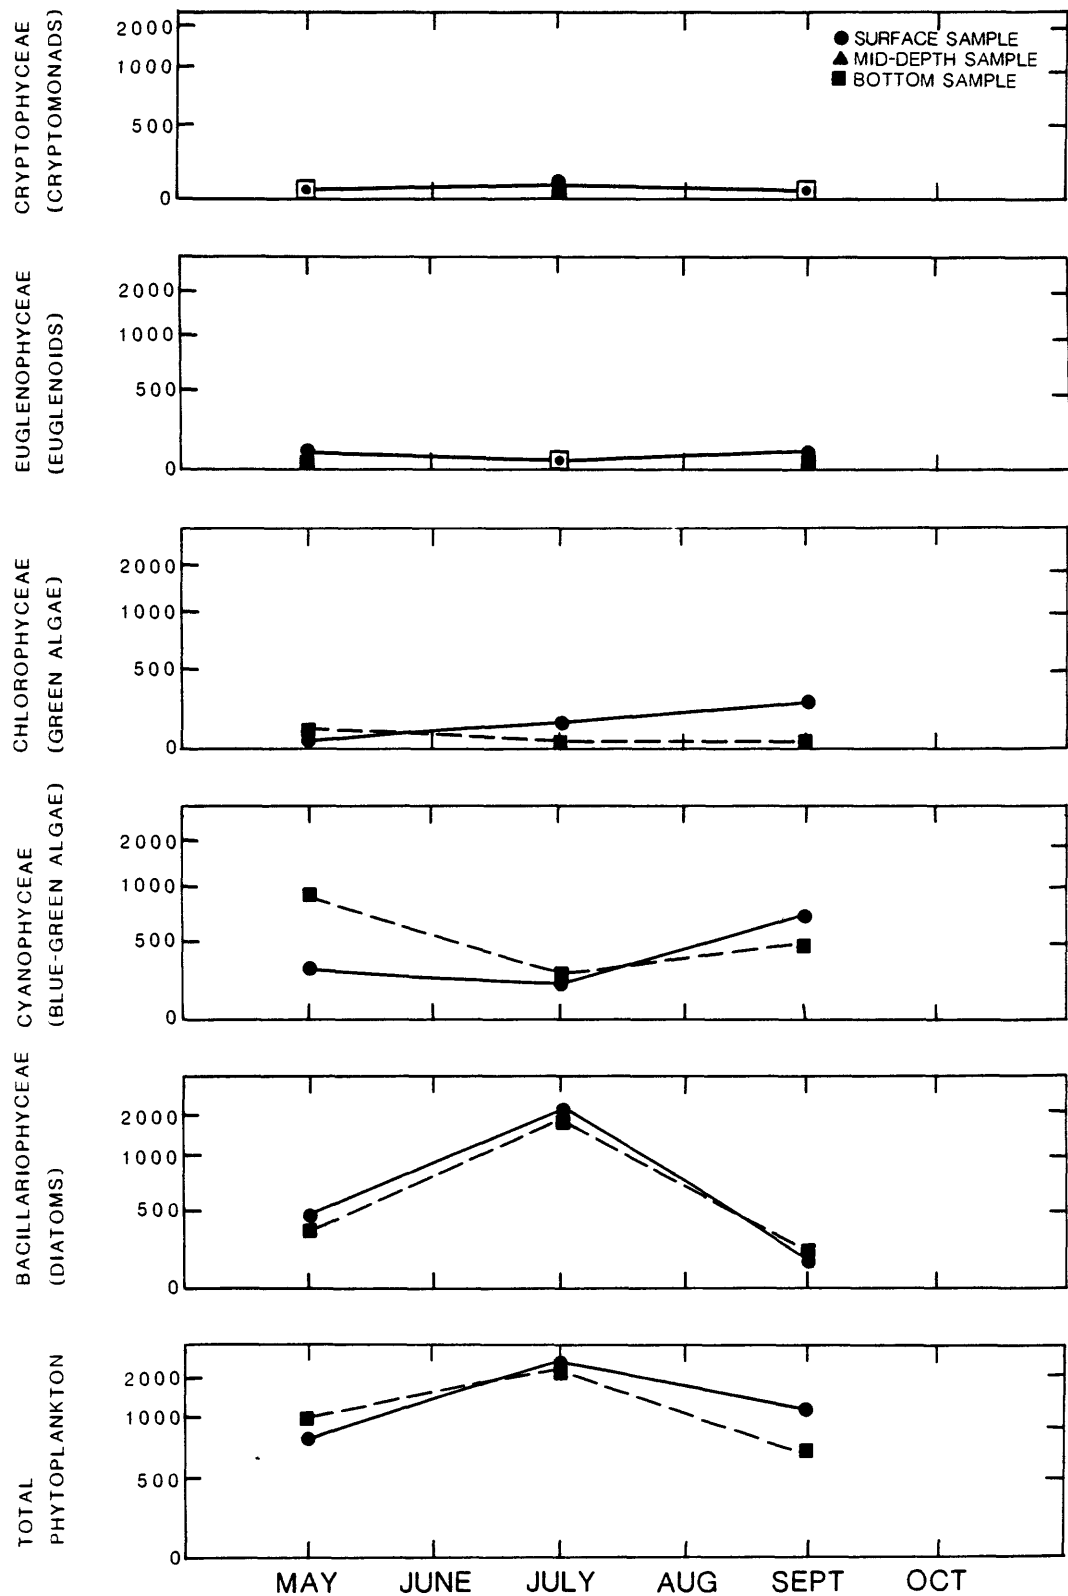 CRYPTOPHYCEAE
(CRYPTOMONADS)
2000
1000
500
0
SURFACE SAMPLE
MID-DEPTH SAMPLE
BOTTOM SAMPLE
EUGLENOPHYCEAE
(EUGLENOIDS)
2000
1000
500
0
CHLOROPHYCEAE
(GREEN ALGAE)
2000
1000
500
0
CYANOPHYCEAE
(BLUE-GREEN ALGAE)
2000
1000
500
0
BACILLARIOPHYCEAE
(DIATOMS)
2000
1000
500
0
TOTAL
PHYTOPLANKTON
2000
1000
500
0
MAY JUNE JULY AUG SEPT OCT